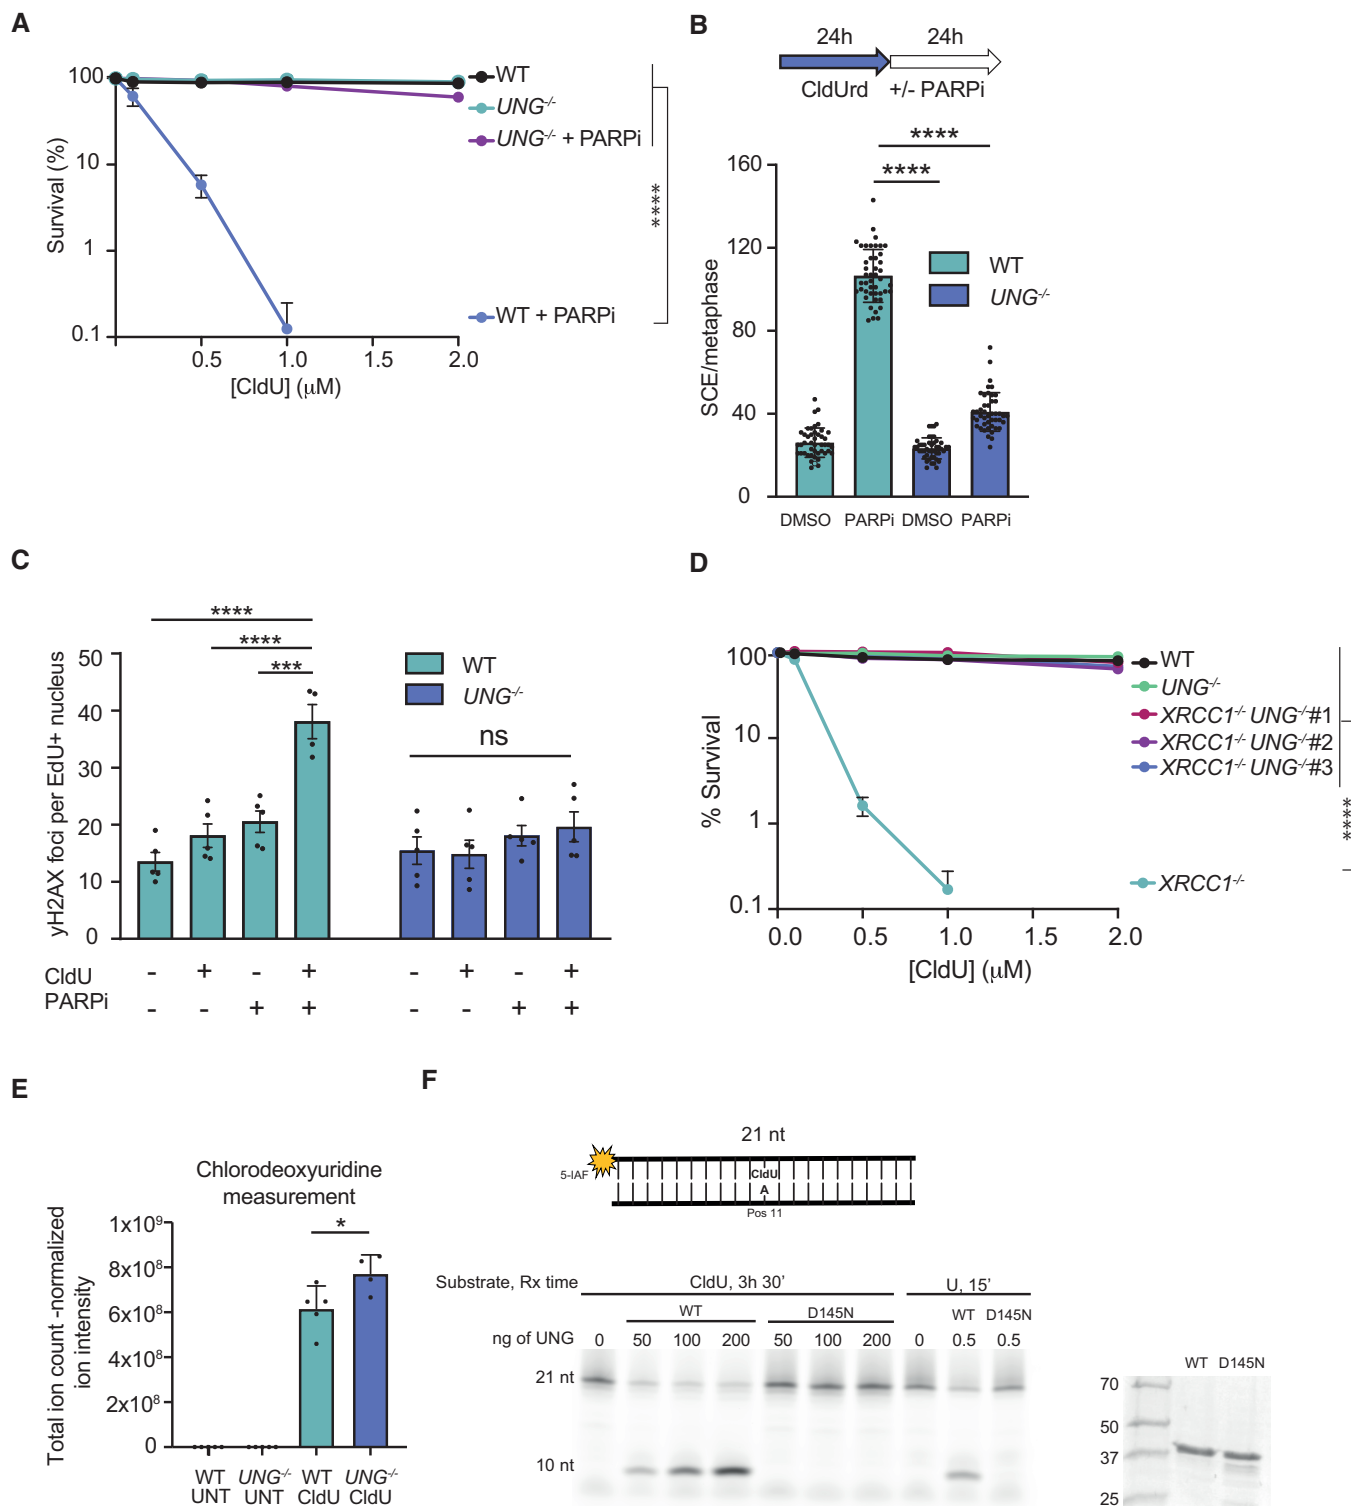 A
100
10
1
0.1
Survival (%)
0.5
1.0
1.5
2.0
[CldU] (μM)
WT
UNG-/-
UNG-/- + PARPi
WT + PARPi
****
B
24h
24h
CldUrd
+/- PARPi
****
****
160
120
80
40
0
SCE/metaphase
WT
UNG-/-
DMSO
PARPi
DMSO
PARPi
C
****
****
***
ns
50
40
30
20
10
0
yH2AX foci per EdU+ nucleus
WT
UNG-/-
CldU - + - + - + - +
PARPi - - + + - - + +
D
100
10
1
0.1
% Survival
0.0
0.5
1.0
1.5
2.0
[CldU] (μM)
WT
UNG-/-
XRCC1-/- UNG-/-#1
XRCC1-/- UNG-/-#2
XRCC1-/- UNG-/-#3
XRCC1-/-
****
E
Chlorodeoxyuridine
measurement
*
1x10⁹
8x10⁸
6x10⁸
4x10⁸
2x10⁸
0
Total ion count -normalized
ion intensity
WT UNG-/- WT UNG-/-
UNT UNT CldU CldU
F
21 nt
5-IAF
CldU
A
Pos 11
Substrate, Rx time
CldU, 3h 30'
U, 15'
WT
D145N
WT
D145N
ng of UNG 0 50 100 200 50 100 200 0 0.5 0.5
21 nt
10 nt
WT D145N
70
50
37
25